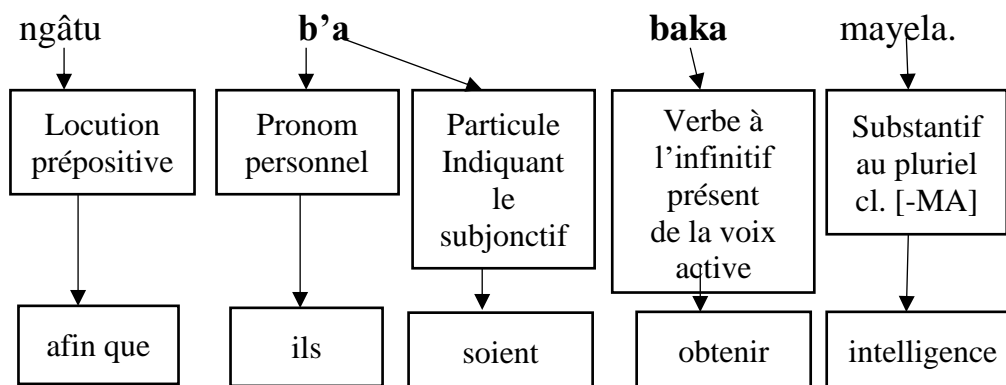 ngâtu b’a baka mayela.
Locution
prépositive
Pronom
personnel
Particule
Indiquant
le
subjonctif
Verbe à
l’infinitif
présent
de la voix
active
Substantif
au pluriel
cl. [-MA]
afin que
ils
soient
obtenir
intelligence